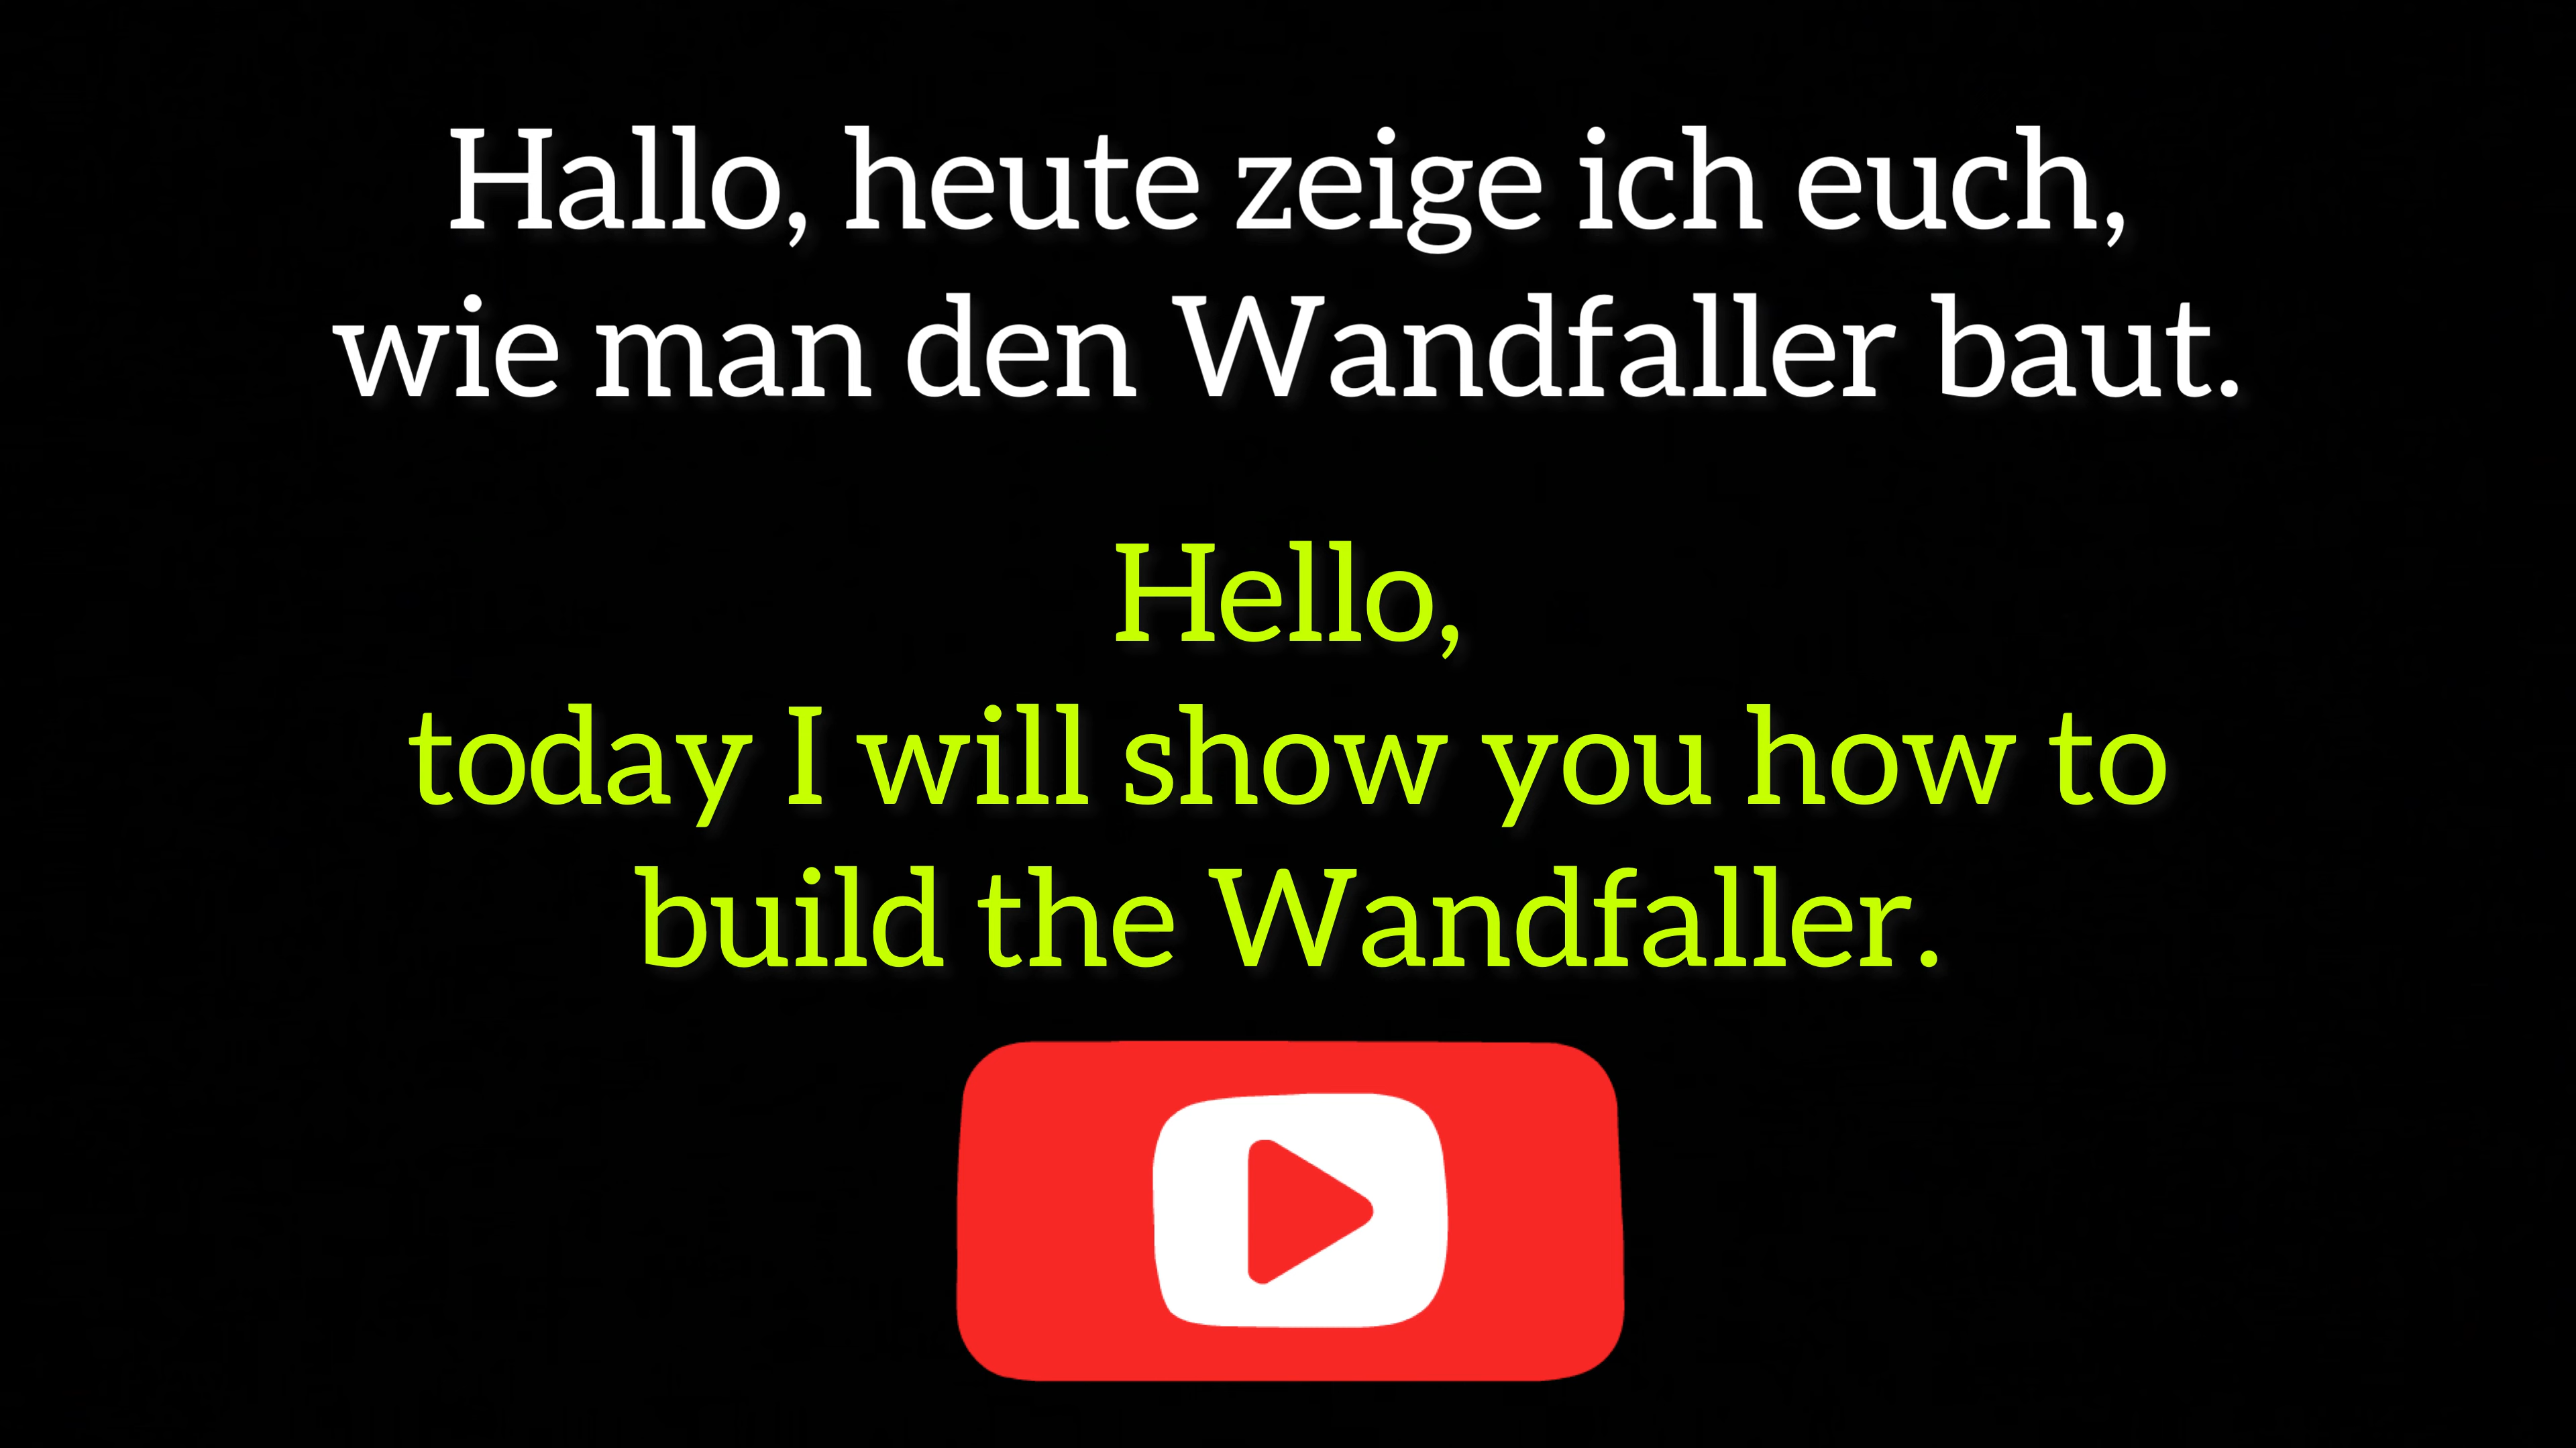 Hallo, heute zeige ich euch,
wie man den Wandfaller baut.
Hello,
today I will show you how to
build the Wandfaller.